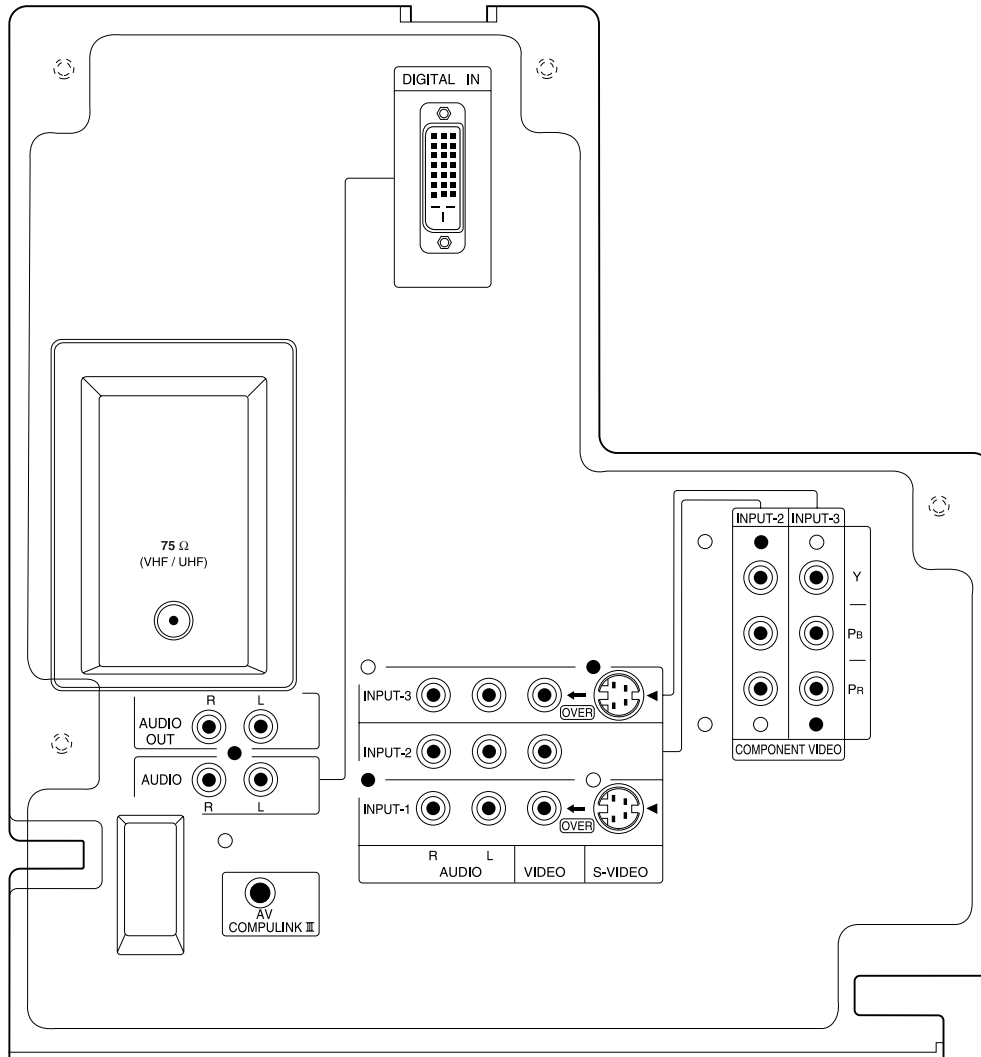 DIGITAL IN
75 Ω
(VHF / UHF)
INPUT-2 INPUT-3
Y
PB
PR
COMPONENT VIDEO
R L
AUDIO
OUT
AUDIO
R L
INPUT-3
OVER
INPUT-2
INPUT-1
OVER
R L
AUDIO VIDEO S-VIDEO
AV
COMPULINK III